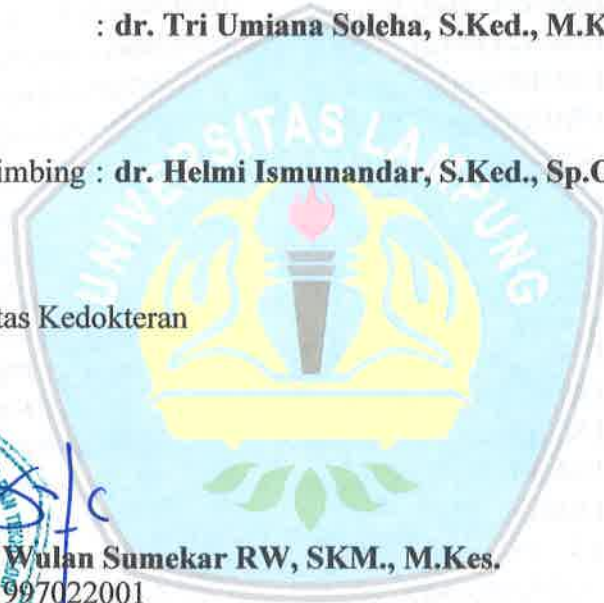 : dr. Tri Umiana Soleha, S.Ked., M.K
UNIVERSITAS LAMPUNG
imbing : dr. Helmi Ismunandar, S.Ked., Sp.O
tas Kedokteran
Wulan Sumekar RW, SKM., M.Kes.
997022001